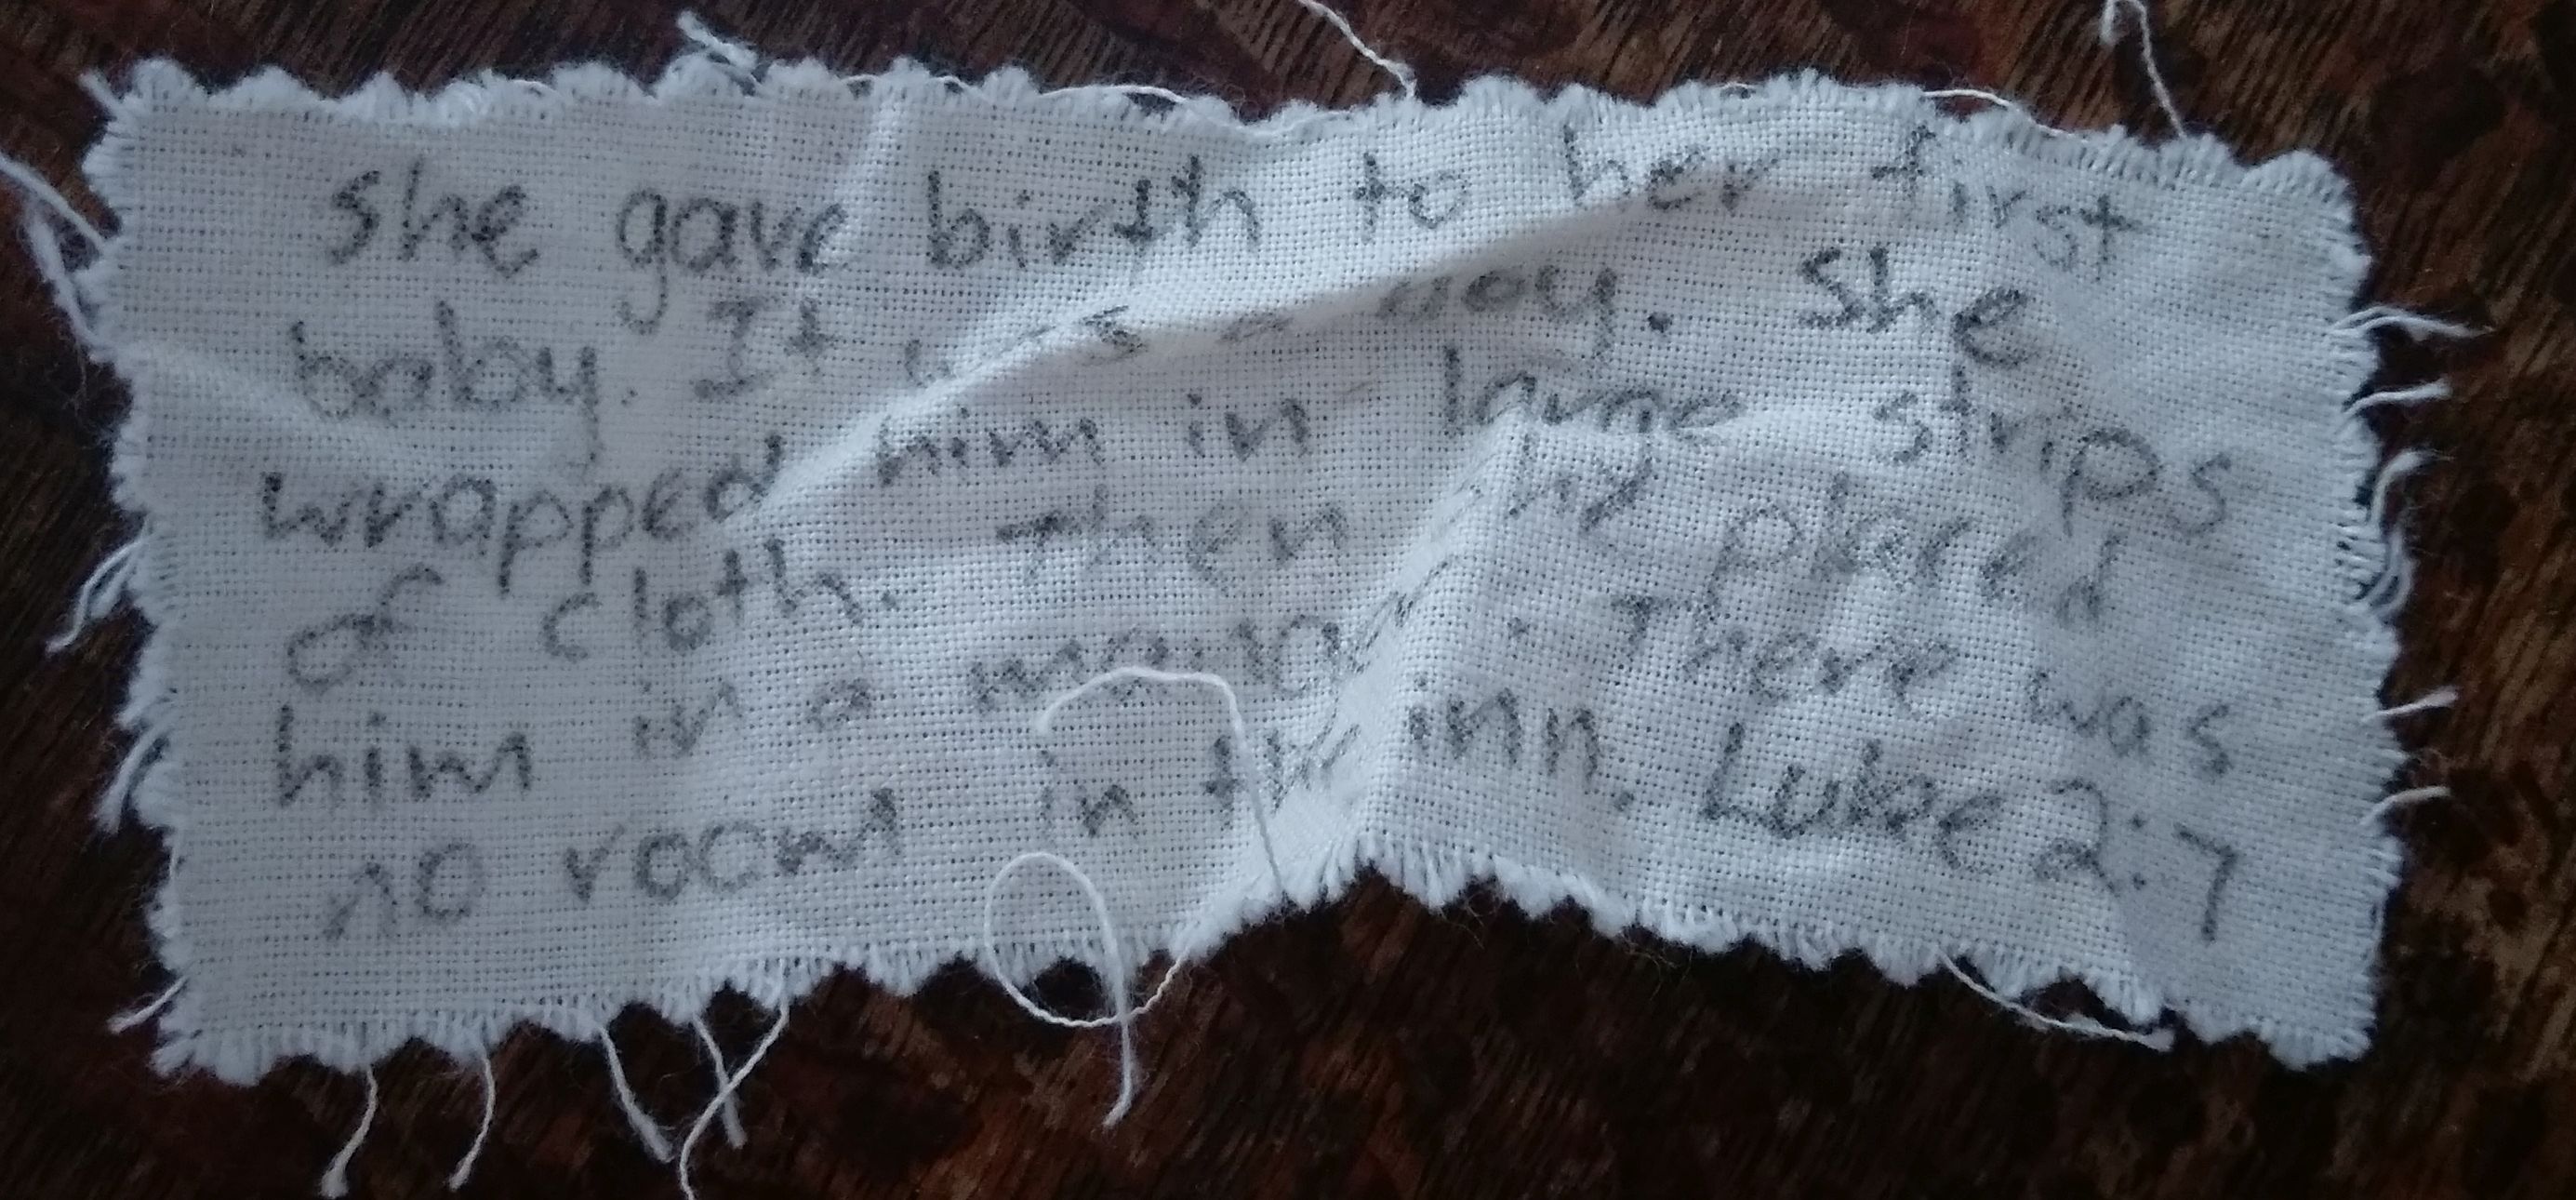 she gave birth to her first
baby. It was a boy. She
wrapped him in large strips
of cloth. Then he placed
him in a manger. There was
no room in the inn. Luke 2:7